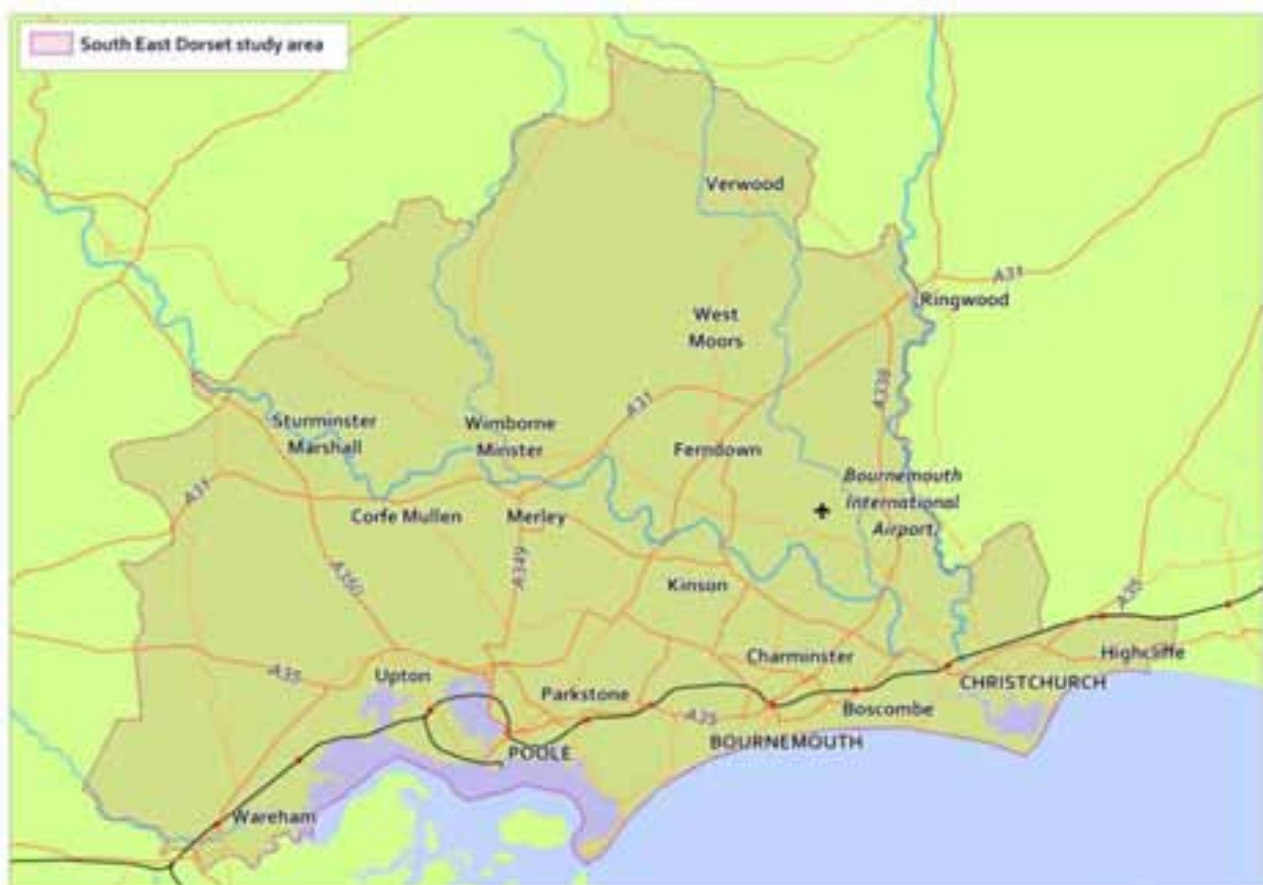 South East Dorset study area
Verwood
A31
Ringwood
West
Moors
A338
A31
Sturminster
Marshall
Wimborne
Minster
Ferndown
Bournemouth
International
Airport
A31
Corfe Mullen
Merley
A349
A350
Kinson
A35
Charminster
Highcliffe
A35
Upton
Parkstone
CHRISTCHURCH
Boscombe
A35
BOURNEMOUTH
POOLE
Wareham